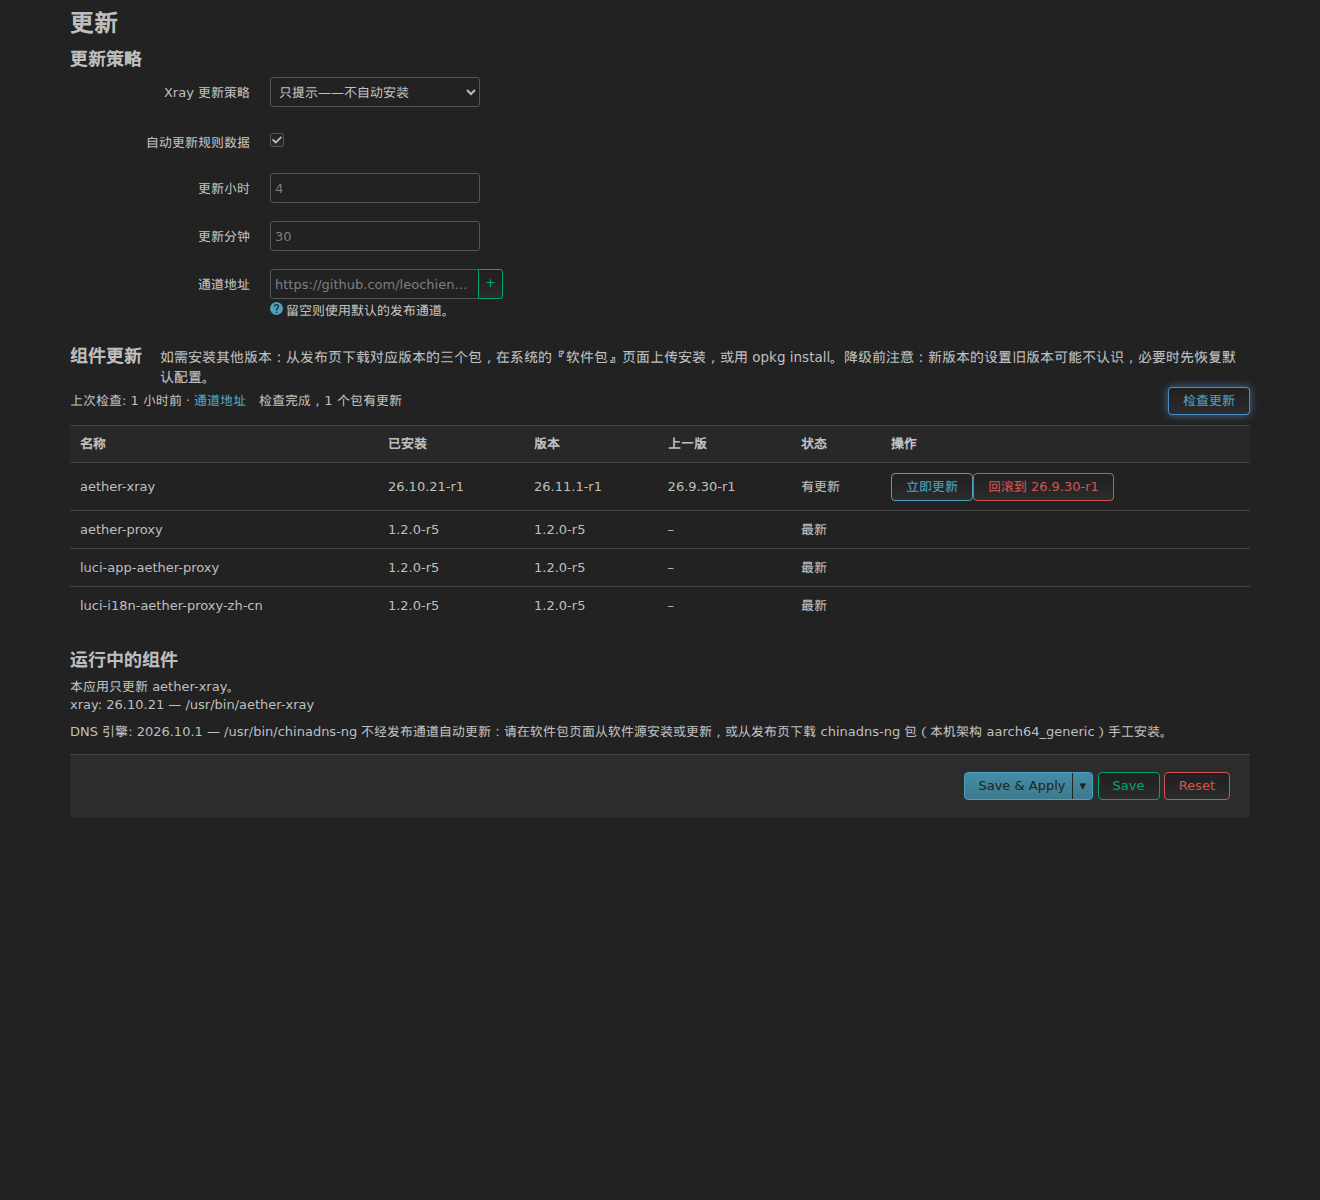 更新
更新策略
Xray 更新策略 只提示——不自动安装
自动更新规则数据
更新小时 4
更新分钟 30
通道地址 https://github.com/leochien... +
? 留空则使用默认的发布通道。
组件更新 如需安装其他版本：从发布页下载对应版本的三个包，在系统的『软件包』页面上传安装，或用 opkg install。降级前注意：新版本的设置旧版本可能不认识，必要时先恢复默
认配置。
上次检查: 1 小时前 · 通道地址 检查完成，1 个包有更新 检查更新
名称 已安装 版本 上一版 状态 操作
aether-xray 26.10.21-r1 26.11.1-r1 26.9.30-r1 有更新 立即更新 回滚到 26.9.30-r1
aether-proxy 1.2.0-r5 1.2.0-r5 – 最新
luci-app-aether-proxy 1.2.0-r5 1.2.0-r5 – 最新
luci-i18n-aether-proxy-zh-cn 1.2.0-r5 1.2.0-r5 – 最新
运行中的组件
本应用只更新 aether-xray。
xray: 26.10.21 — /usr/bin/aether-xray
DNS 引擎: 2026.10.1 — /usr/bin/chinadns-ng 不经发布通道自动更新：请在软件包页面从软件源安装或更新，或从发布页下载 chinadns-ng 包（本机架构 aarch64_generic）手工安装。
Save & Apply ▾ Save Reset